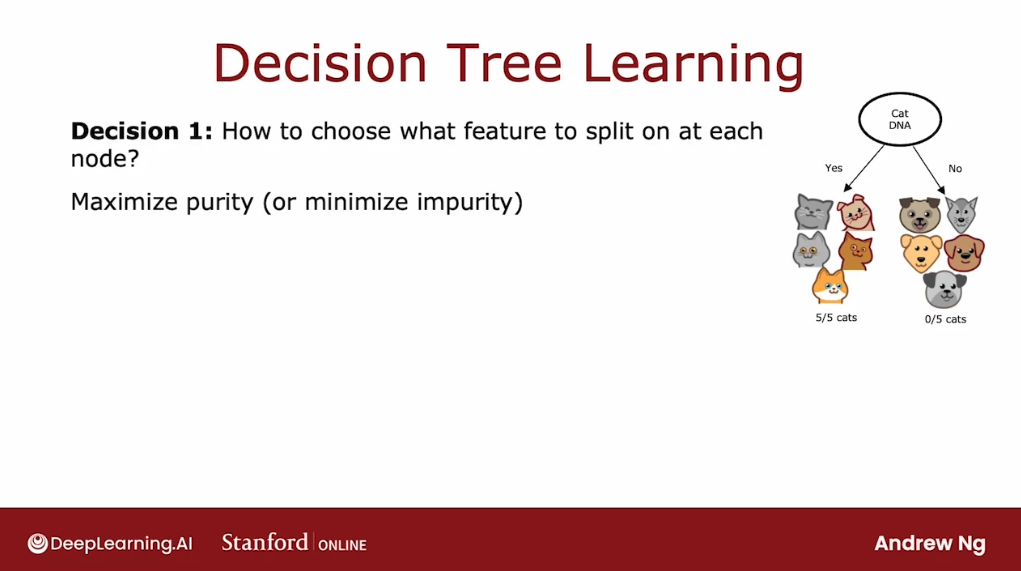 Decision Tree Learning
Decision 1: How to choose what feature to split on at each
node?
Maximize purity (or minimize impurity)
Cat
DNA
Yes
No
5/5 cats
0/5 cats
DeepLearning.AI
Stanford ONLINE
Andrew Ng